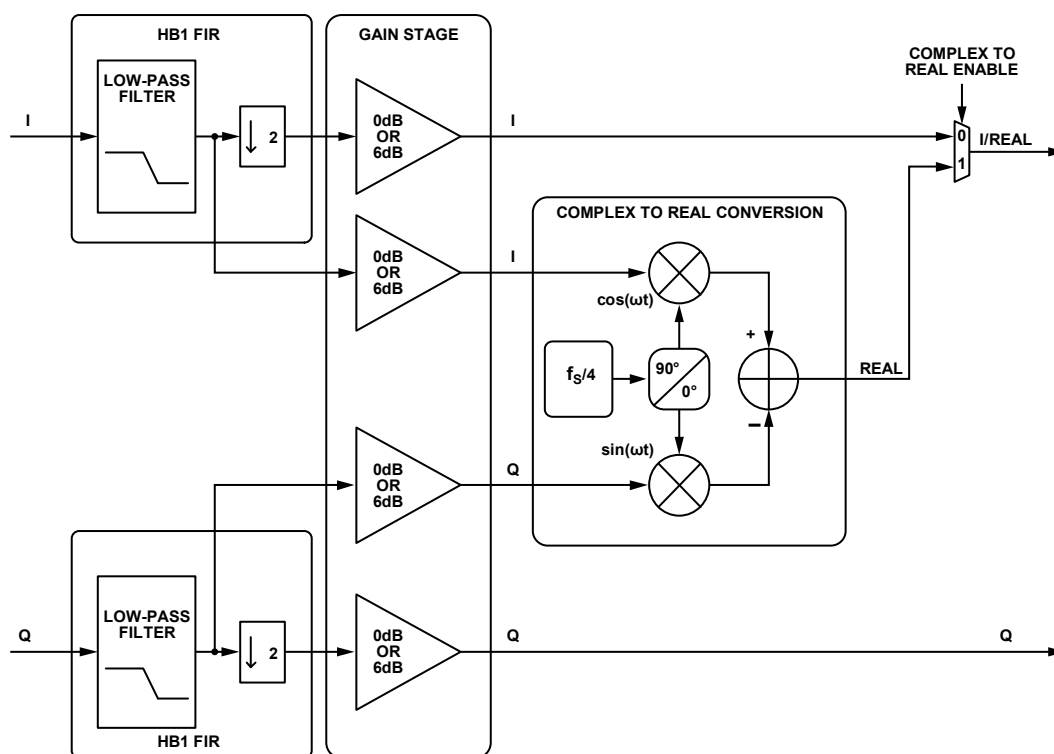 HB1 FIR
GAIN STAGE
COMPLEX TO
REAL ENABLE
LOW-PASS
FILTER
I
2
0dB
OR
6dB
I
0
1
I/REAL
COMPLEX TO REAL CONVERSION
0dB
OR
6dB
I
cos(ωt)
+
fS/4
90°
0°
REAL
–
sin(ωt)
0dB
OR
6dB
Q
LOW-PASS
FILTER
Q
2
0dB
OR
6dB
Q
Q
HB1 FIR